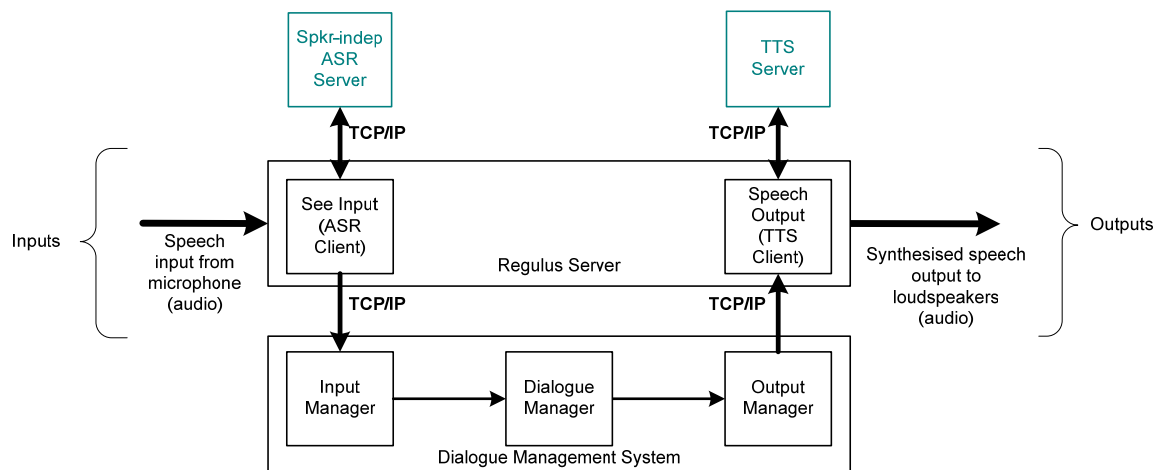 Spkr-indep
ASR
Server
TTS
Server
TCP/IP
TCP/IP
Inputs
Speech
input from
microphone
(audio)
See Input
(ASR
Client)
Regulus Server
Speech
Output
(TTS
Client)
Synthesised speech
output to
loudspeakers
(audio)
Outputs
TCP/IP
TCP/IP
Input
Manager
Dialogue
Manager
Output
Manager
Dialogue Management System